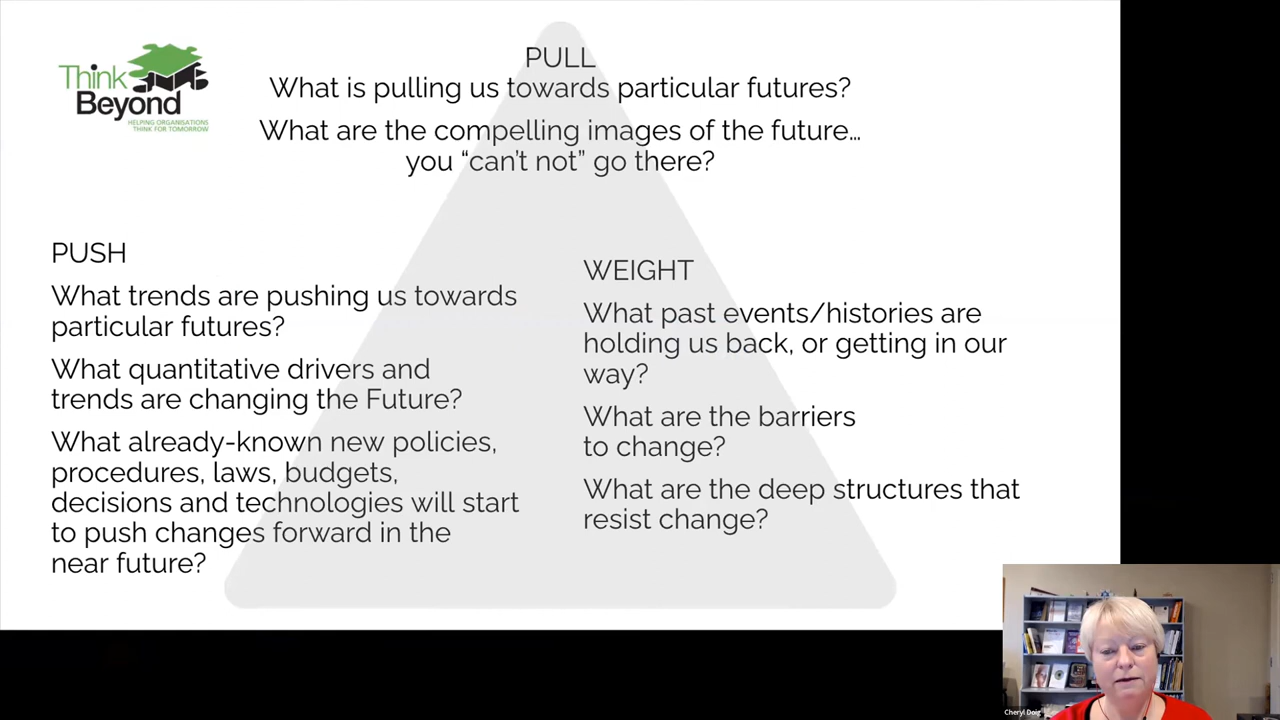 Think
Beyond
HELPING ORGANISATIONS
THINK FOR TOMORROW
PULL
What is pulling us towards particular futures?
What are the compelling images of the future…
you “can’t not” go there?
PUSH
What trends are pushing us towards
particular futures?
What quantitative drivers and
trends are changing the Future?
What already-known new policies,
procedures, laws, budgets,
decisions and technologies will start
to push changes forward in the
near future?
WEIGHT
What past events/histories are
holding us back, or getting in our
way?
What are the barriers
to change?
What are the deep structures that
resist change?
Cheryl Doig